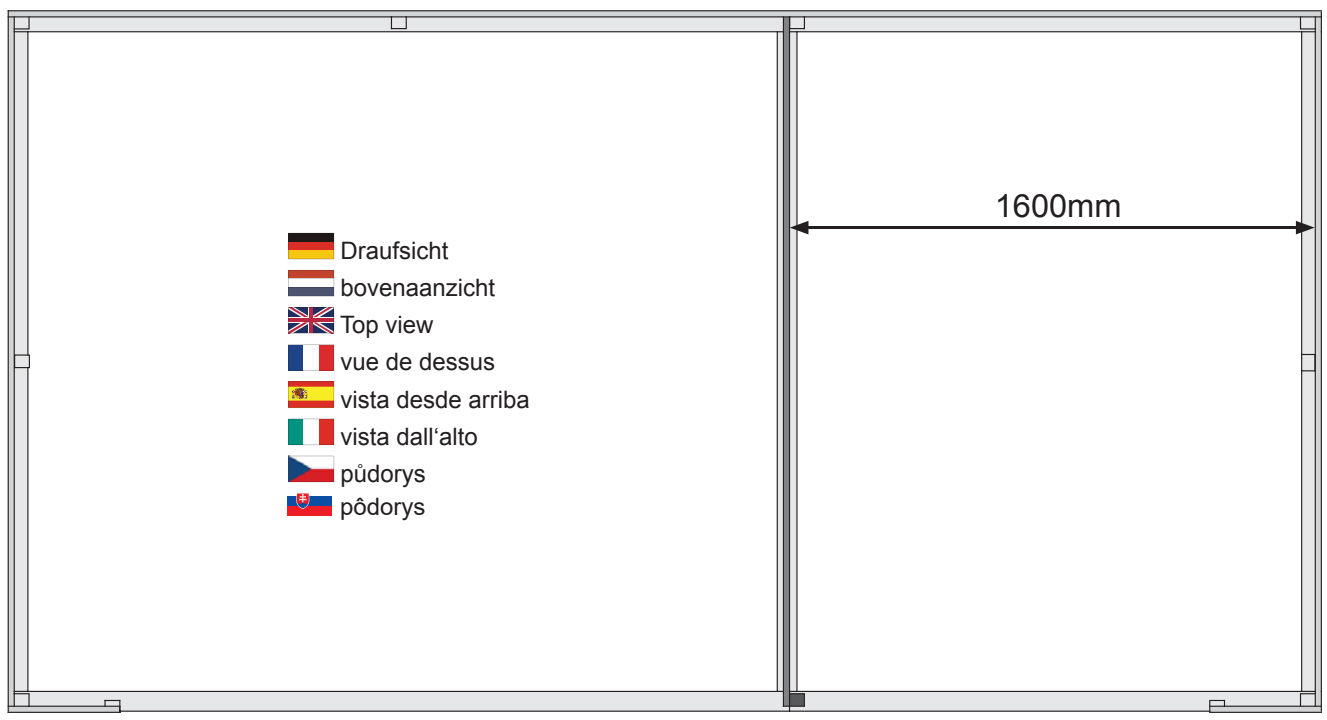 1600mm
Draufsicht
bovenaanzicht
Top view
vue de dessus
vista desde arriba
vista dall‘alto
půdorys
pôdorys